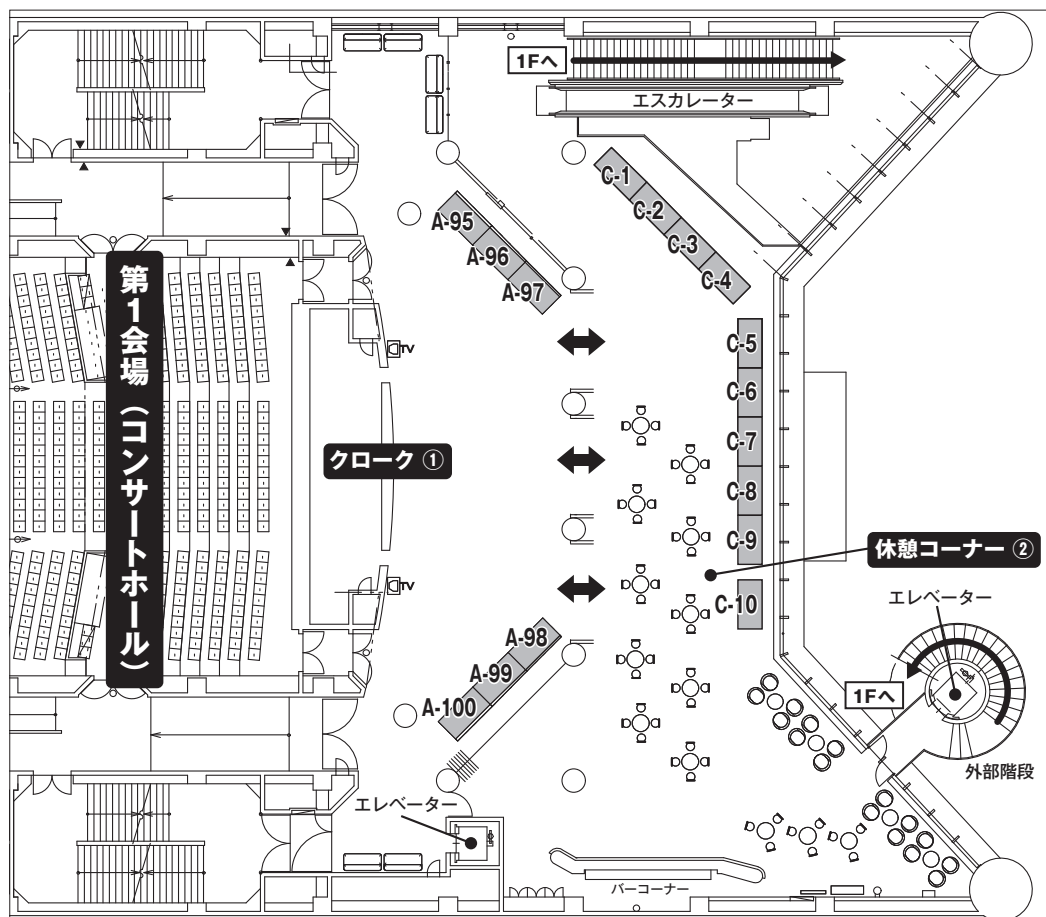 1Fへ
エスカレーター
C-1
C-2
C-3
C-4
A-95
A-96
A-97
第1会場（コンサートホール）
TV
C-5
C-6
C-7
C-8
C-9
C-10
クローク ①
休憩コーナー ②
TV
エレベーター
A-98
A-99
A-100
1Fへ
外部階段
エレベーター
バーコーナー